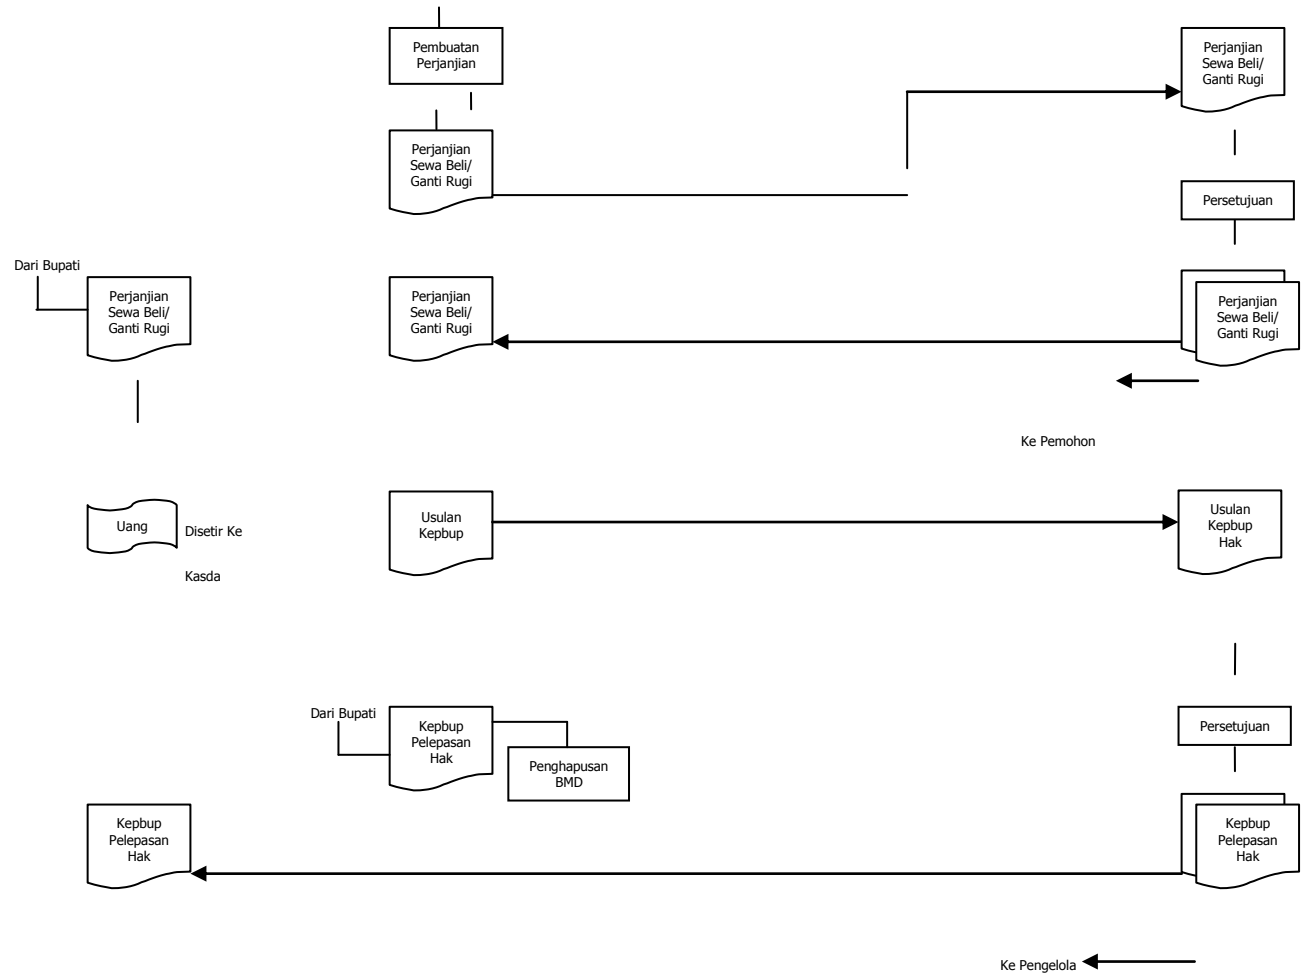 Pembuatan
Perjanjian
Perjanjian
Sewa Beli/
Ganti Rugi
Perjanjian
Sewa Beli/
Ganti Rugi
Persetujuan
Dari Bupati
Perjanjian
Sewa Beli/
Ganti Rugi
Perjanjian
Sewa Beli/
Ganti Rugi
Perjanjian
Sewa Beli/
Ganti Rugi
Ke Pemohon
Uang
Disetir Ke
Kasda
Usulan
Kepbup
Usulan
Kepbup
Hak
Dari Bupati
Kepbup
Pelepasan
Hak
Penghapusan
BMD
Persetujuan
Kepbup
Pelepasan
Hak
Kepbup
Pelepasan
Hak
Ke Pengelola